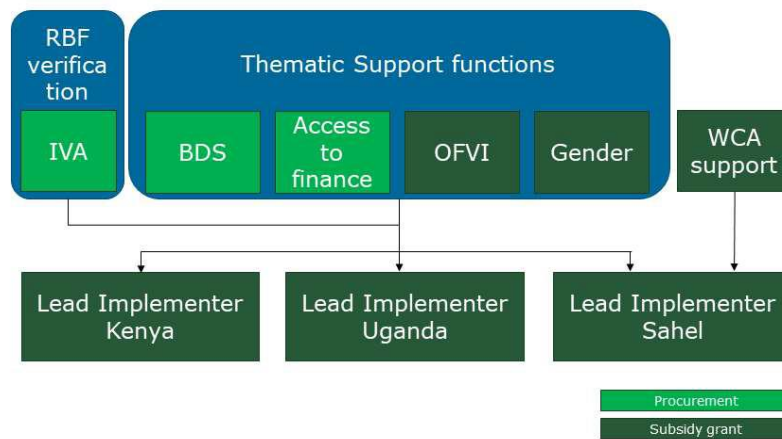 RBF
verifica
tion
Thematic Support functions
IVA
BDS
Access
to
finance
OFVI
Gender
WCA
support
Lead Implementer
Kenya
Lead Implementer
Uganda
Lead Implementer
Sahel
Procurement
Subsidy grant